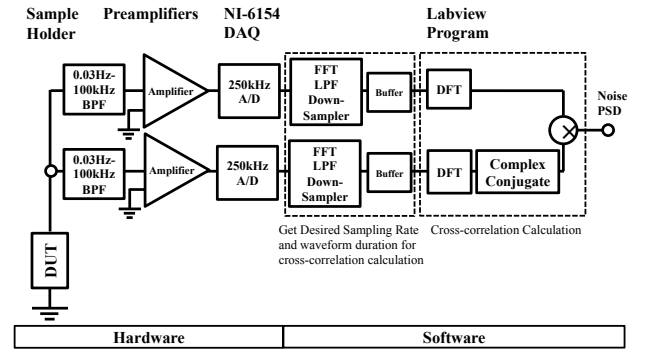 Sample
Holder
Preamplifiers
NI-6154
DAQ
Labview
Program
0.03Hz-
100kHz
BPF
Amplifier
250kHz
A/D
FFT
LPF
Down-
Sampler
Buffer
DFT
Noise
PSD
0.03Hz-
100kHz
BPF
Amplifier
250kHz
A/D
FFT
LPF
Down-
Sampler
Buffer
DFT
Complex
Conjugate
DUT
Get Desired Sampling Rate
and waveform duration for
cross-correlation calculation
Cross-correlation Calculation
Hardware
Software